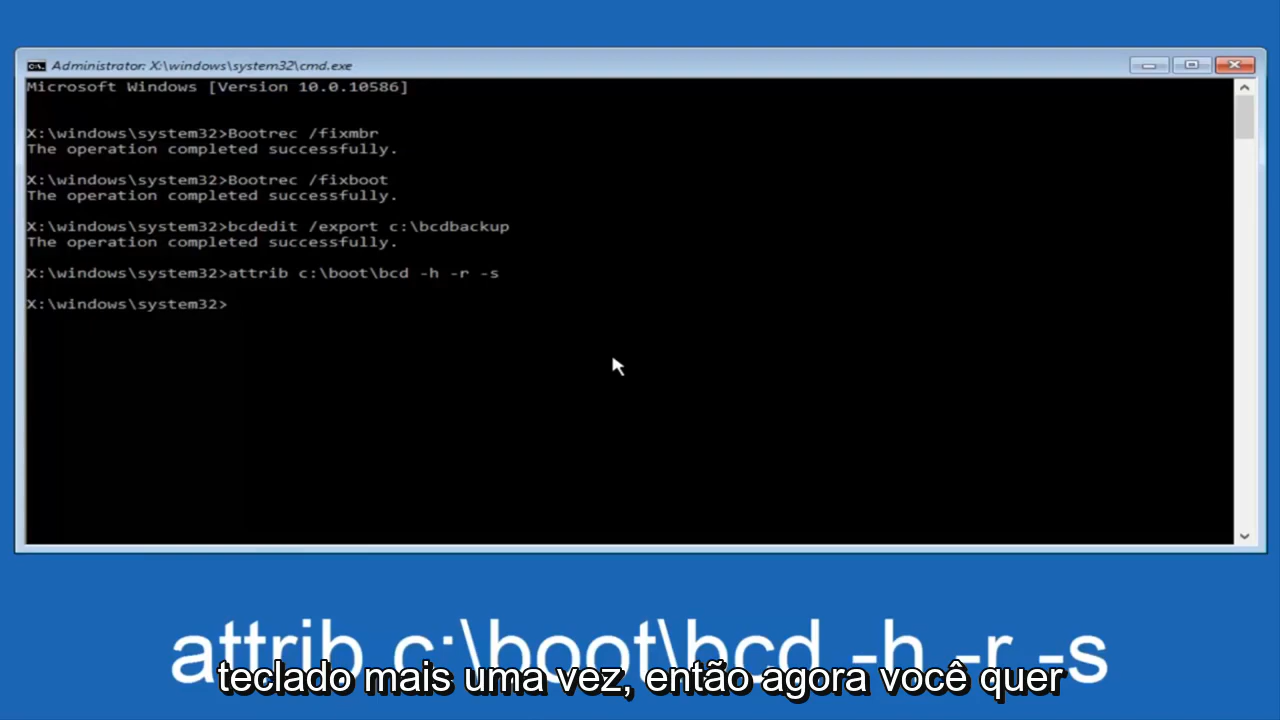 Administrator: X:\windows\system32\cmd.exe
Microsoft Windows [Version 10.0.10586]
X:\windows\system32>Bootrec /fixmbr
The operation completed successfully.
X:\windows\system32>Bootrec /fixboot
The operation completed successfully.
X:\windows\system32>bcdedit /export c:\bcdbackup
The operation completed successfully.
X:\windows\system32>attrib c:\boot\bcd -h -r -s
X:\windows\system32>
attrib c:\boot\bcd -h -r -s
teclado mais uma vez, então agora você quer